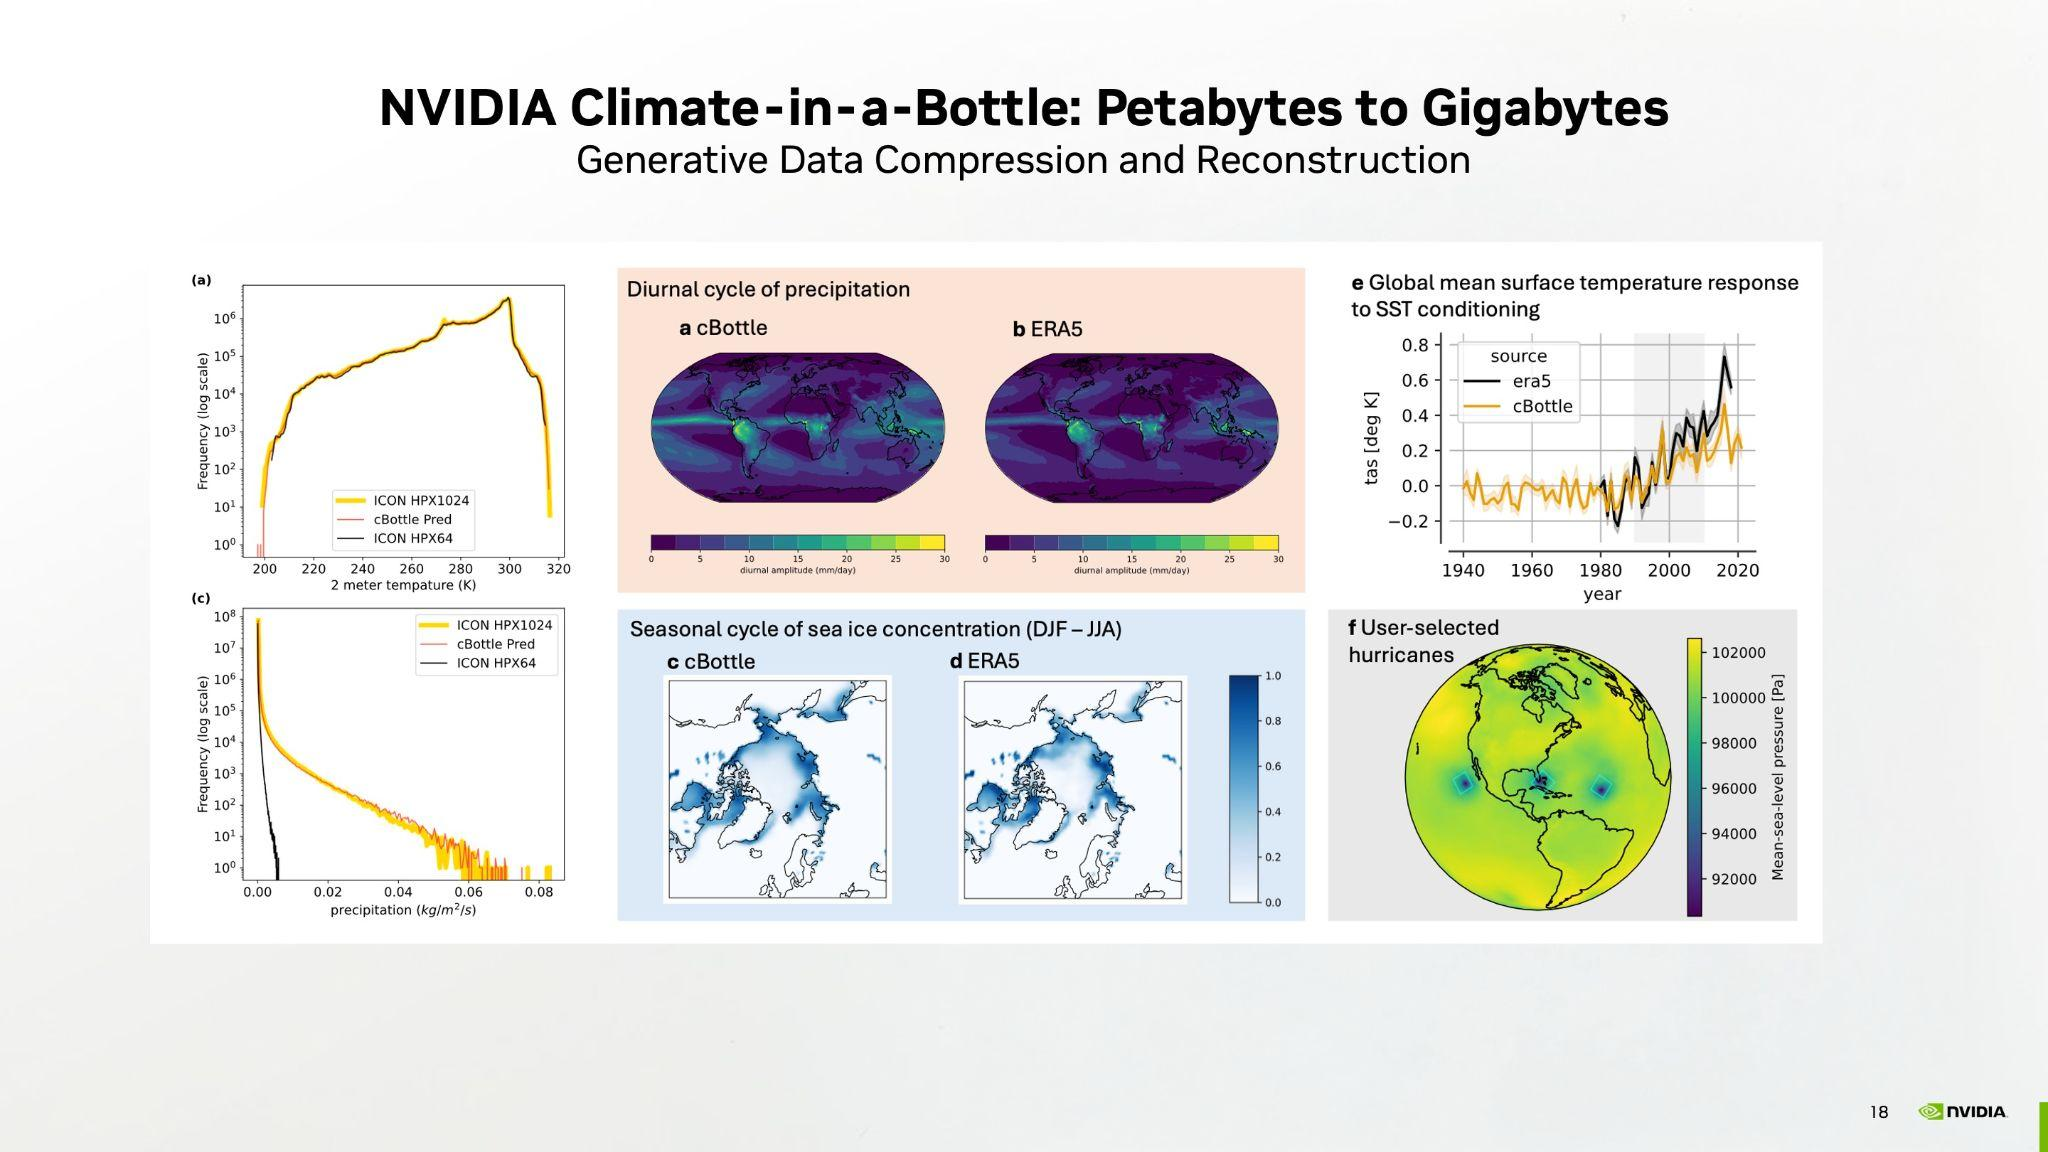 NVIDIA Climate-in-a-Bottle: Petabytes to Gigabytes
Generative Data Compression and Reconstruction
(a)
Frequency (log scale)
10⁶
10⁵
10⁴
10³
10²
10¹
10⁰
ICON HPX1024
cBottle Pred
ICON HPX64
200 220 240 260 280 300 320
2 meter tempature (K)
(c)
Frequency (log scale)
10⁸
10⁷
10⁶
10⁵
10⁴
10³
10²
10¹
10⁰
ICON HPX1024
cBottle Pred
ICON HPX64
0.00 0.02 0.04 0.06 0.08
precipitation (kg/m²/s)
Diurnal cycle of precipitation
a cBottle
0 5 10 15 20 25 30
diurnal amplitude (mm/day)
b ERA5
0 5 10 15 20 25 30
diurnal amplitude (mm/day)
Seasonal cycle of sea ice concentration (DJF – JJA)
c cBottle
d ERA5
1.0
0.8
0.6
0.4
0.2
0.0
e Global mean surface temperature response
to SST conditioning
tas [deg K]
0.8
0.6
0.4
0.2
0.0
−0.2
source
era5
cBottle
1940 1960 1980 2000 2020
year
f User-selected
hurricanes
102000
100000
98000
96000
94000
92000
Mean-sea-level pressure [Pa]
18
NVIDIA